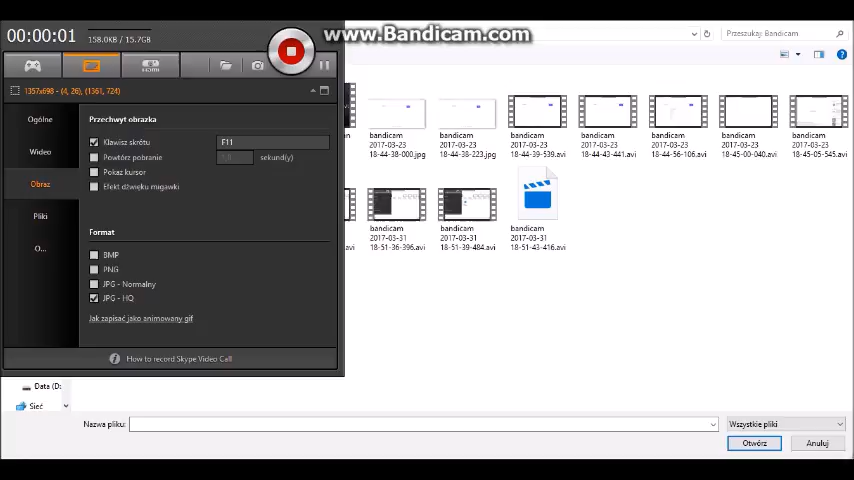 00:00:01
158.0KB / 15.7GB
www.Bandicam.com
Przeszukaj: Bandicam
HDMI
1357x698 - (4, 26), (1361, 724)
Ogólne
Wideo
Obraz
Pliki
O...
Przechwyt obrazka
Klawisz skrótu
F11
Powtórz pobranie
1,0
sekund(y)
Pokaz kursor
Efekt dźwięku migawki
Format
BMP
PNG
JPG - Normalny
JPG - HQ
Jak zapisać jako animowany gif
How to record Skype Video Call
bandicam
2017-03-23
18-44-38-000.jpg
bandicam
2017-03-23
18-44-38-223.jpg
bandicam
2017-03-23
18-44-39-539.avi
bandicam
2017-03-23
18-44-43-441.avi
bandicam
2017-03-23
18-44-56-106.avi
bandicam
2017-03-23
18-45-00-040.avi
bandicam
2017-03-23
18-45-05-545.avi
.avi
bandicam
2017-03-31
18-51-36-396.avi
bandicam
2017-03-31
18-51-39-484.avi
bandicam
2017-03-31
18-51-43-416.avi
Data (D:
Sieć
Nazwa pliku:
Wszystkie pliki
Otwórz
Anuluj